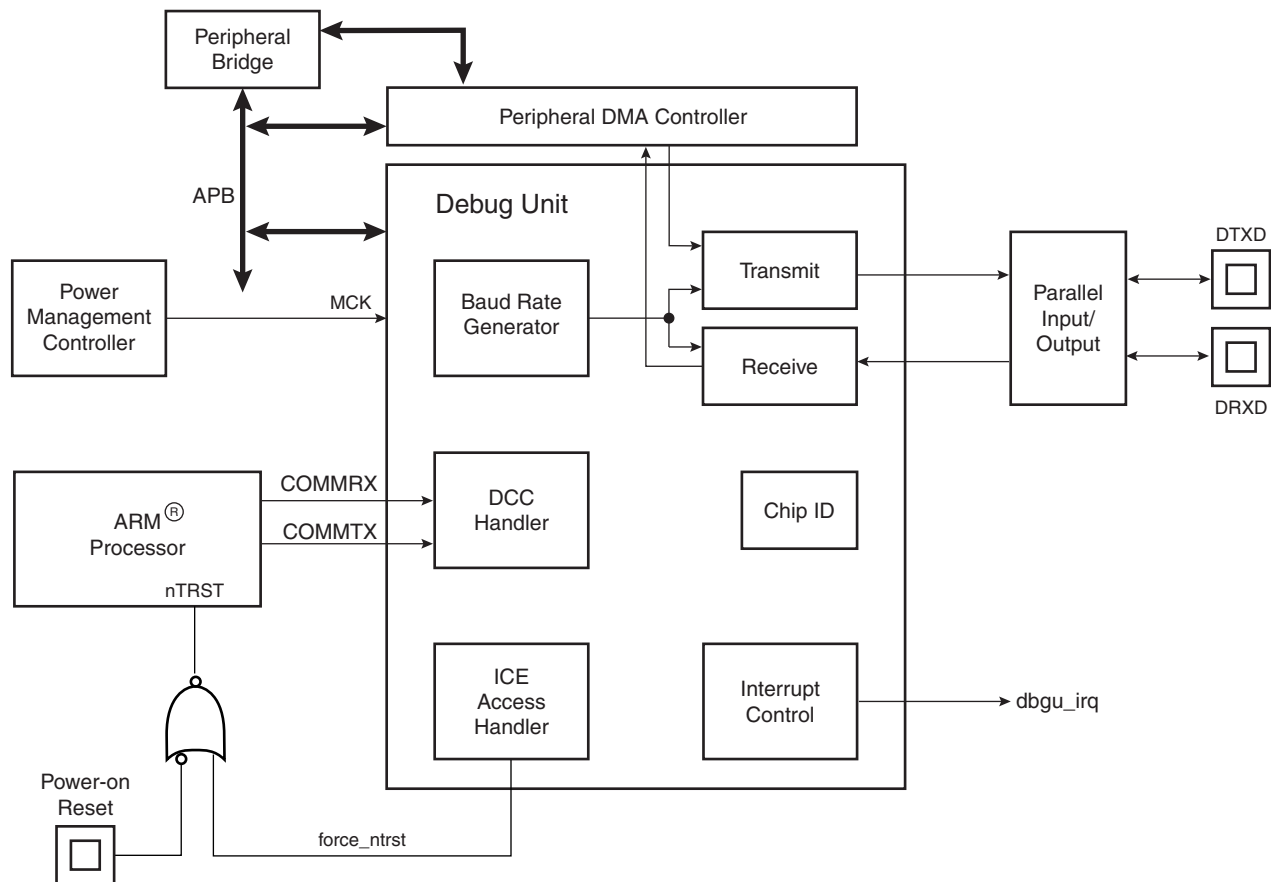 Peripheral
Bridge
Peripheral DMA Controller
APB
Debug Unit
Power
Management
Controller
MCK
Baud Rate
Generator
Transmit
Receive
Parallel
Input/
Output
DTXD
DRXD
ARM®
Processor
nTRST
COMMRX
COMMTX
DCC
Handler
Chip ID
ICE
Access
Handler
Interrupt
Control
dbgu_irq
Power-on
Reset
force_ntrst